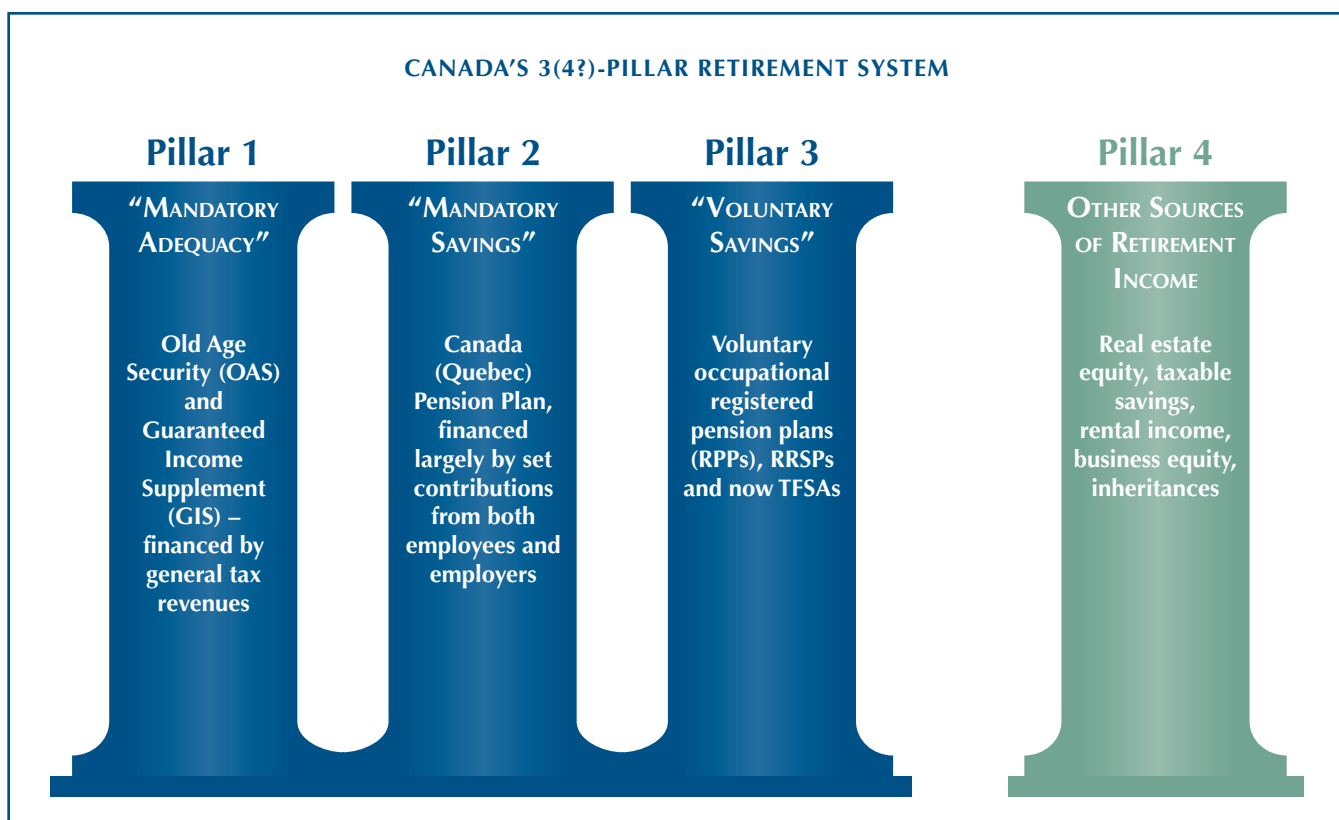 CANADA'S 3(4?)-PILLAR RETIREMENT SYSTEM
Pillar 1
"MANDATORY
ADEQUACY"
Old Age
Security (OAS)
and
Guaranteed
Income
Supplement
(GIS) –
financed by
general tax
revenues
Pillar 2
"MANDATORY
SAVINGS"
Canada
(Quebec)
Pension Plan,
financed
largely by set
contributions
from both
employees and
employers
Pillar 3
"VOLUNTARY
SAVINGS"
Voluntary
occupational
registered
pension plans
(RPPs), RRSPs
and now TFSAs
Pillar 4
OTHER SOURCES
OF RETIREMENT
INCOME
Real estate
equity, taxable
savings,
rental income,
business equity,
inheritances